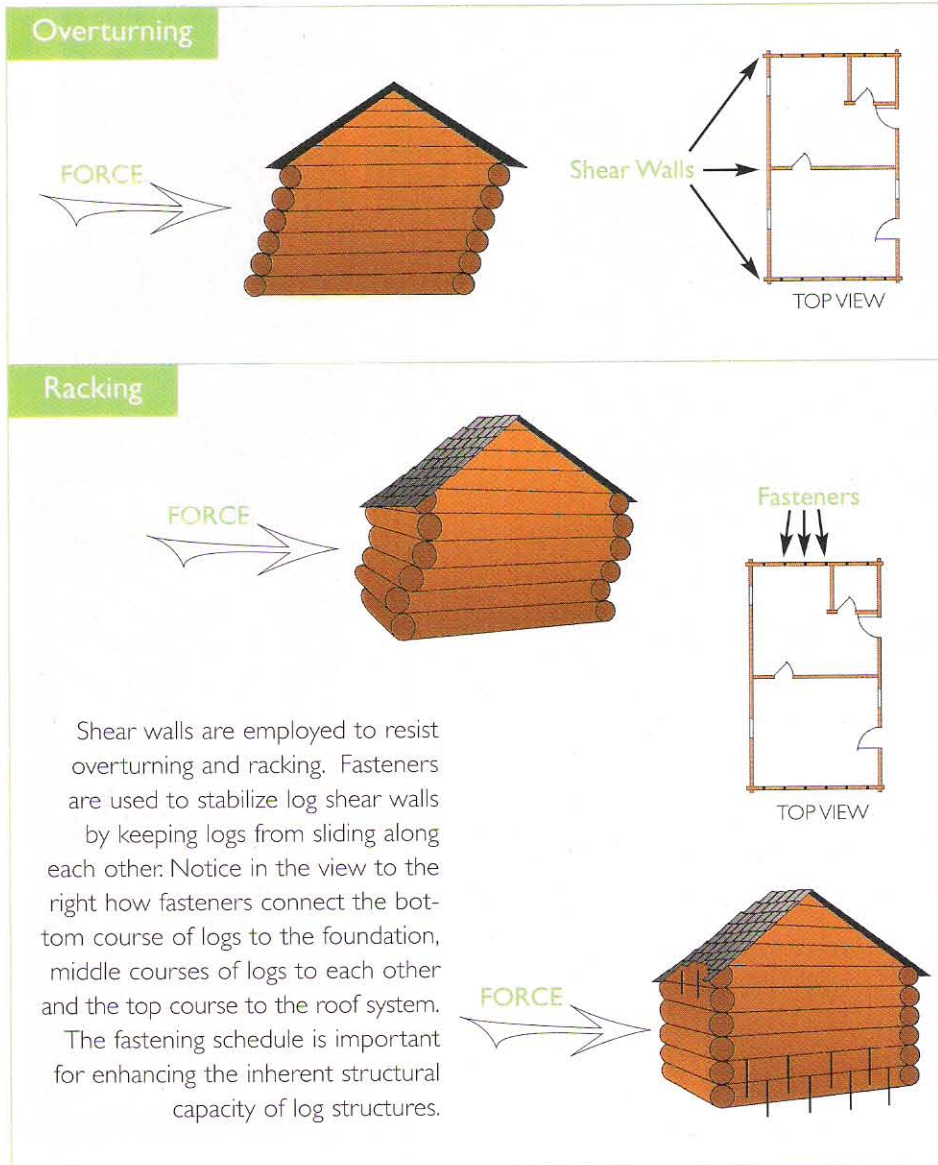 Overturning
FORCE
Shear Walls
TOP VIEW
Racking
FORCE
Fasteners
TOP VIEW
Shear walls are employed to resist
overturning and racking. Fasteners
are used to stabilize log shear walls
by keeping logs from sliding along
each other. Notice in the view to the
right how fasteners connect the bot-
tom course of logs to the foundation,
middle courses of logs to each other
and the top course to the roof system.
The fastening schedule is important
for enhancing the inherent structural
capacity of log structures.
FORCE